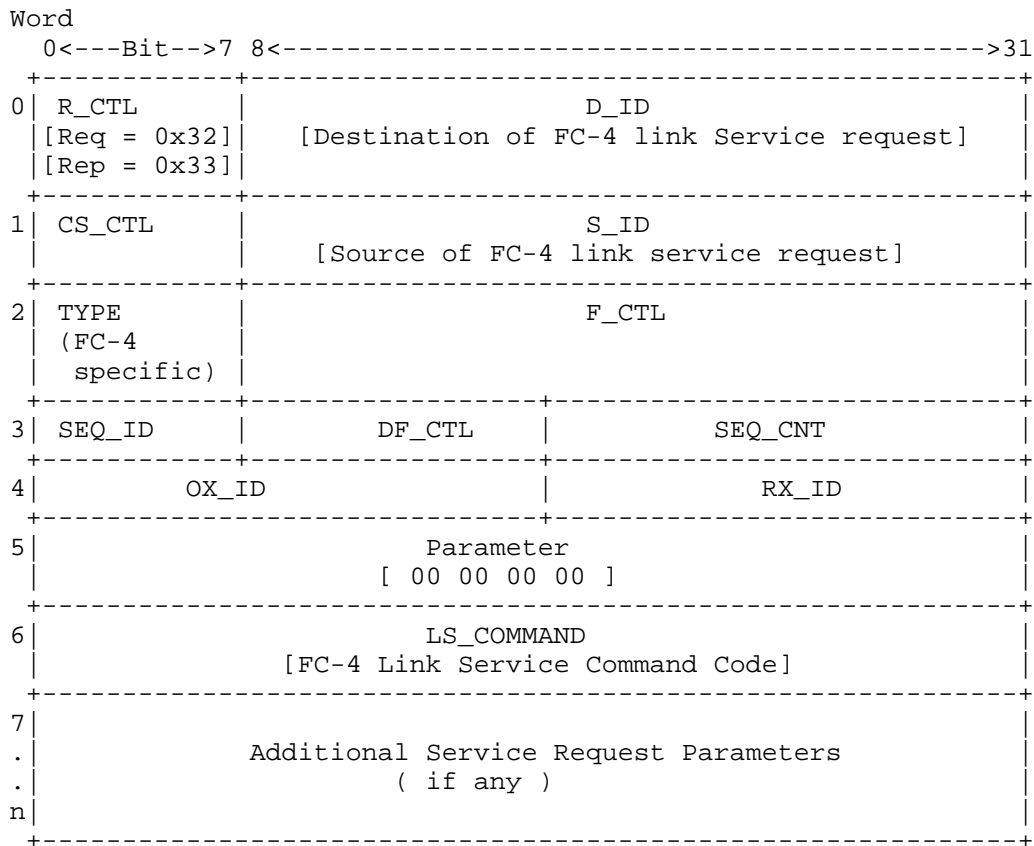 Word
0<---Bit-->7 8<-------------------------------------------->31
+------------+------------------------------------------------+
0| R_CTL | D_ID |
|[Req = 0x32]| [Destination of FC-4 link Service request] |
|[Rep = 0x33]| |
+------------+------------------------------------------------+
1| CS_CTL | S_ID |
| | [Source of FC-4 link service request] |
+------------+------------------------------------------------+
2| TYPE | F_CTL |
| (FC-4 | |
| specific) | |
+------------+------------------+-----------------------------+
3| SEQ_ID | DF_CTL | SEQ_CNT |
+------------+------------------+-----------------------------+
4| OX_ID | RX_ID |
+-------------------------------+-----------------------------+
5| Parameter |
| [ 00 00 00 00 ] |
+-------------------------------------------------------------+
6| LS_COMMAND |
| [FC-4 Link Service Command Code] |
+-------------------------------------------------------------+
7| |
.| Additional Service Request Parameters |
.| ( if any ) |
n| |
+-------------------------------------------------------------+